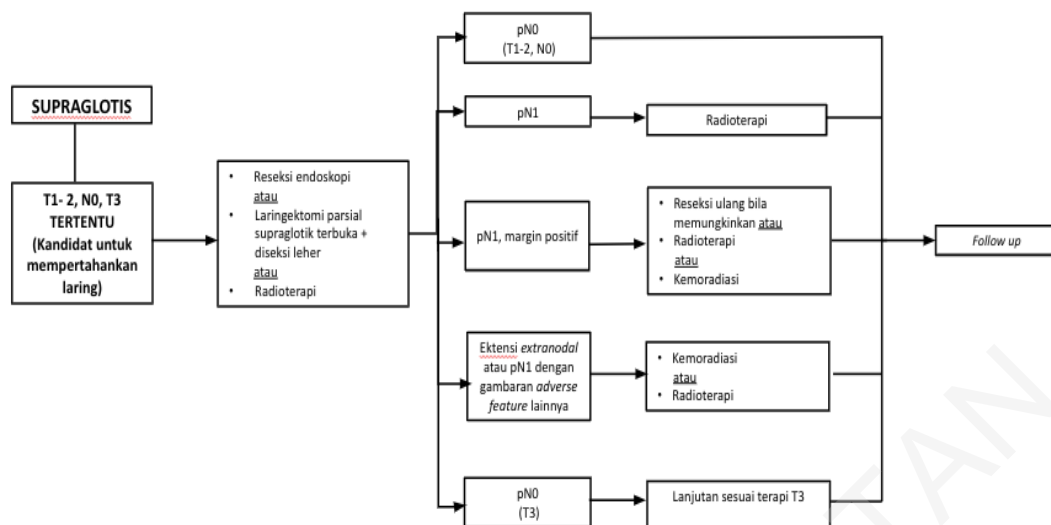 SUPRAGLOTIS
T1- 2, N0, T3
TERTENTU
(Kandidat untuk
mempertahankan
laring)
• Reseksi endoskopi
atau
• Laringektomi parsial
supraglotik terbuka +
diseksi leher
atau
• Radioterapi
pN0
(T1-2, N0)
pN1
Radioterapi
pN1, margin positif
• Reseksi ulang bila
memungkinkan atau
• Radioterapi
atau
• Kemoradiasi
Ektensi extranodal
atau pN1 dengan
gambaran adverse
feature lainnya
• Kemoradiasi
atau
• Radioterapi
pN0
(T3)
Lanjutan sesuai terapi T3
Follow up
TAN